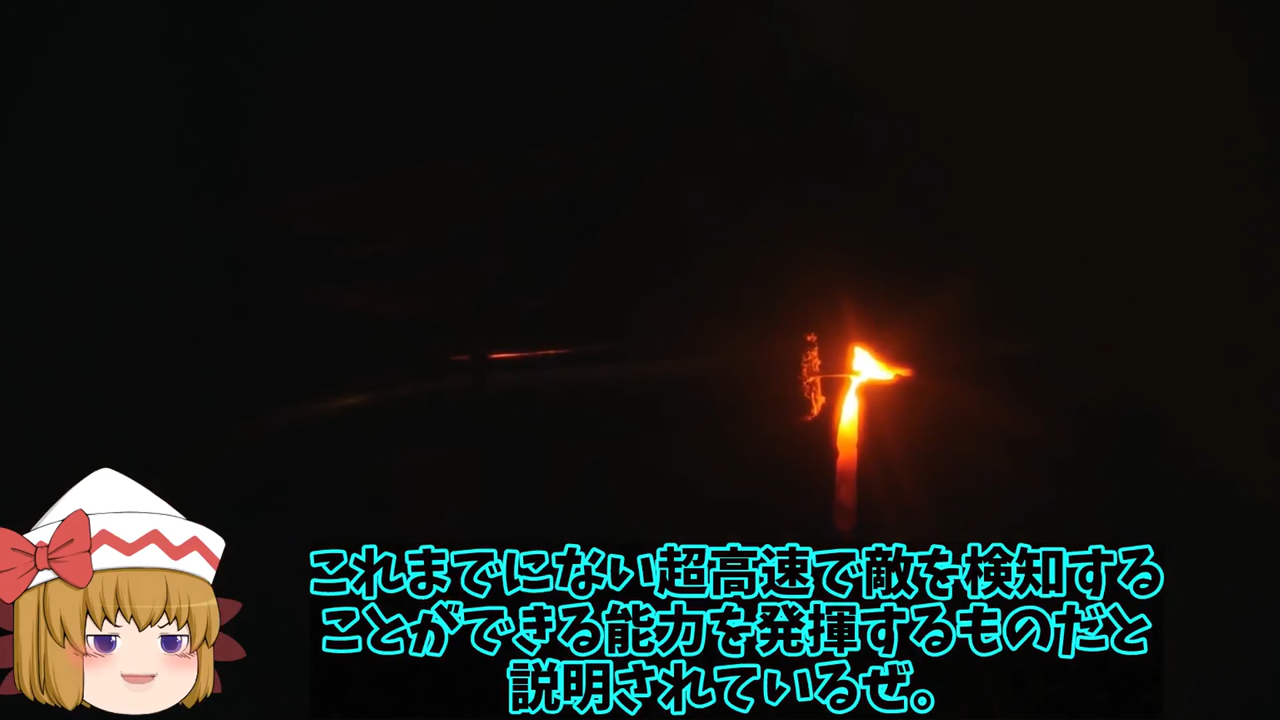 これまでにない超高速で敵を検知する
ことができる能力を発揮するものだと
説明されているぜ。